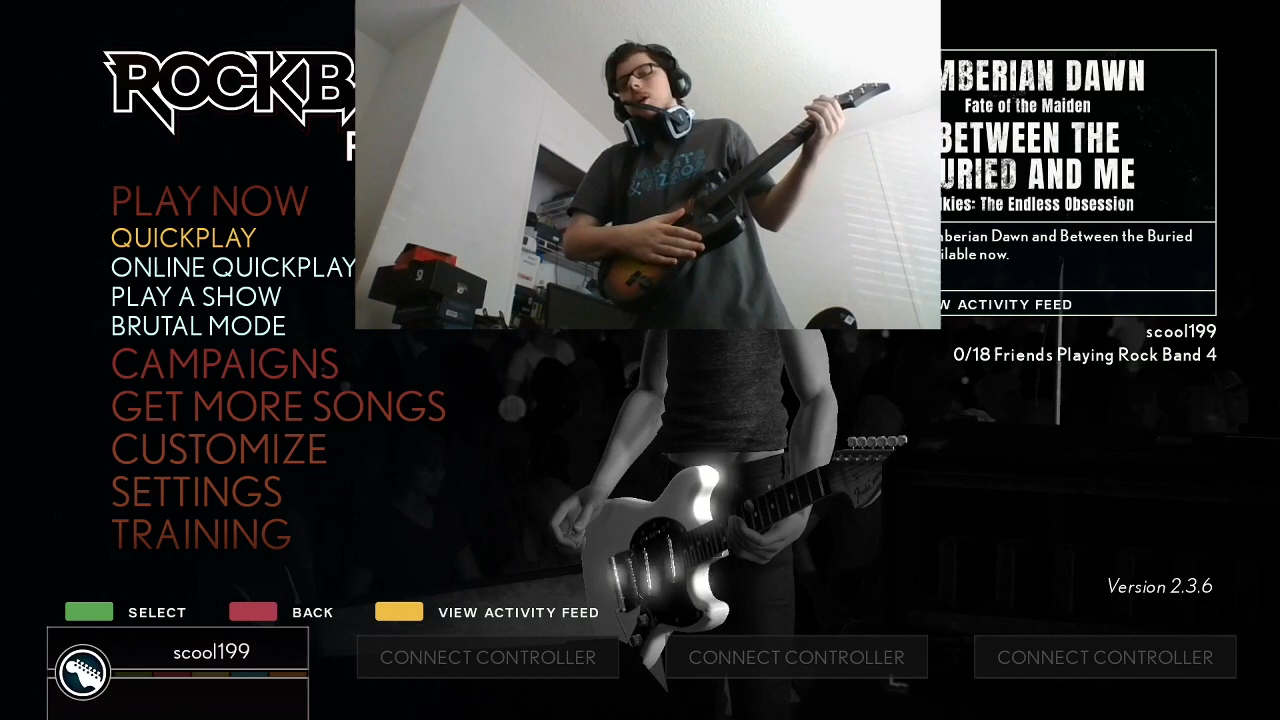 ROCKB
PLAY NOW
QUICKPLAY
ONLINE QUICKPLAY
PLAY A SHOW
BRUTAL MODE
CAMPAIGNS
GET MORE SONGS
CUSTOMIZE
SETTINGS
TRAINING
MBERIAN DAWN
Fate of the Maiden
BETWEEN THE
URIED AND ME
lkies: The Endless Obsession
nberian Dawn and Between the Buried
ilable now.
W ACTIVITY FEED
scool199
0/18 Friends Playing Rock Band 4
Version 2.3.6
SELECT BACK VIEW ACTIVITY FEED
scool199
CONNECT CONTROLLER CONNECT CONTROLLER CONNECT CONTROLLER